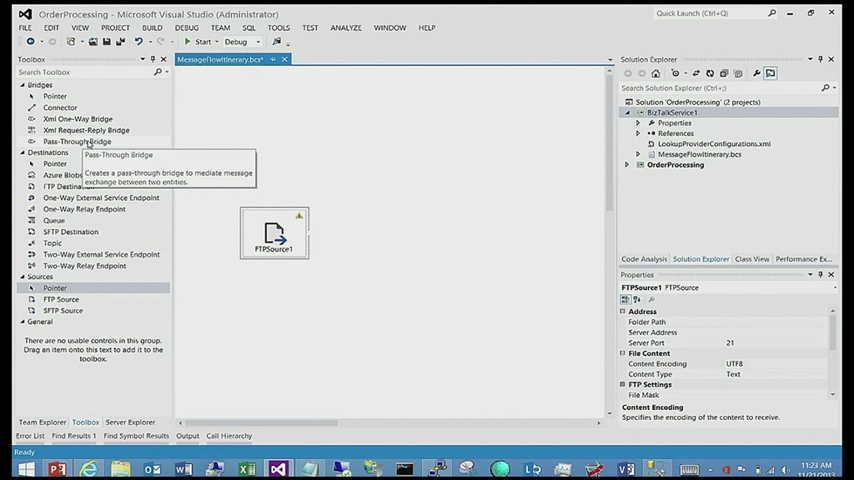 OrderProcessing - Microsoft Visual Studio (Administrator)
Quick Launch (Ctrl+Q)
FILE EDIT VIEW PROJECT BUILD DEBUG TEAM SQL TOOLS TEST ANALYZE WINDOW HELP
Start Debug
Toolbox
MessageFlowItinerary.bcs*
Solution Explorer
Search Toolbox
Search Solution Explorer (Ctrl+;)
Bridges
Pointer
Connector
Xml One-Way Bridge
Xml Request-Reply Bridge
Pass-Through Bridge
Destinations
Pointer
Azure Blobs
FTP Destination
One-Way External Service Endpoint
One-Way Relay Endpoint
Queue
SFTP Destination
Topic
Two-Way External Service Endpoint
Two-Way Relay Endpoint
Sources
Pointer
FTP Source
SFTP Source
General
There are no usable controls in this group.
Drag an item onto this text to add it to the
toolbox.
Pass-Through Bridge
Creates a pass-through bridge to mediate message
exchange between two entities.
FTPSource1
Solution 'OrderProcessing' (2 projects)
BizTalkService1
Properties
References
LookupProviderConfigurations.xml
MessageFlowItinerary.bcs
OrderProcessing
Code Analysis Solution Explorer Class View Performance Ex...
Properties
FTPSource1 FTPSource
Address
Folder Path
Server Address
Server Port 21
File Content
Content Encoding UTF8
Content Type Text
FTP Settings
File Mask
Content Encoding
Specifies the encoding of the content to receive.
Team Explorer Toolbox Server Explorer
Error List Find Results 1 Find Symbol Results Output Call Hierarchy
Ready
11:23 AM
11/21/2013